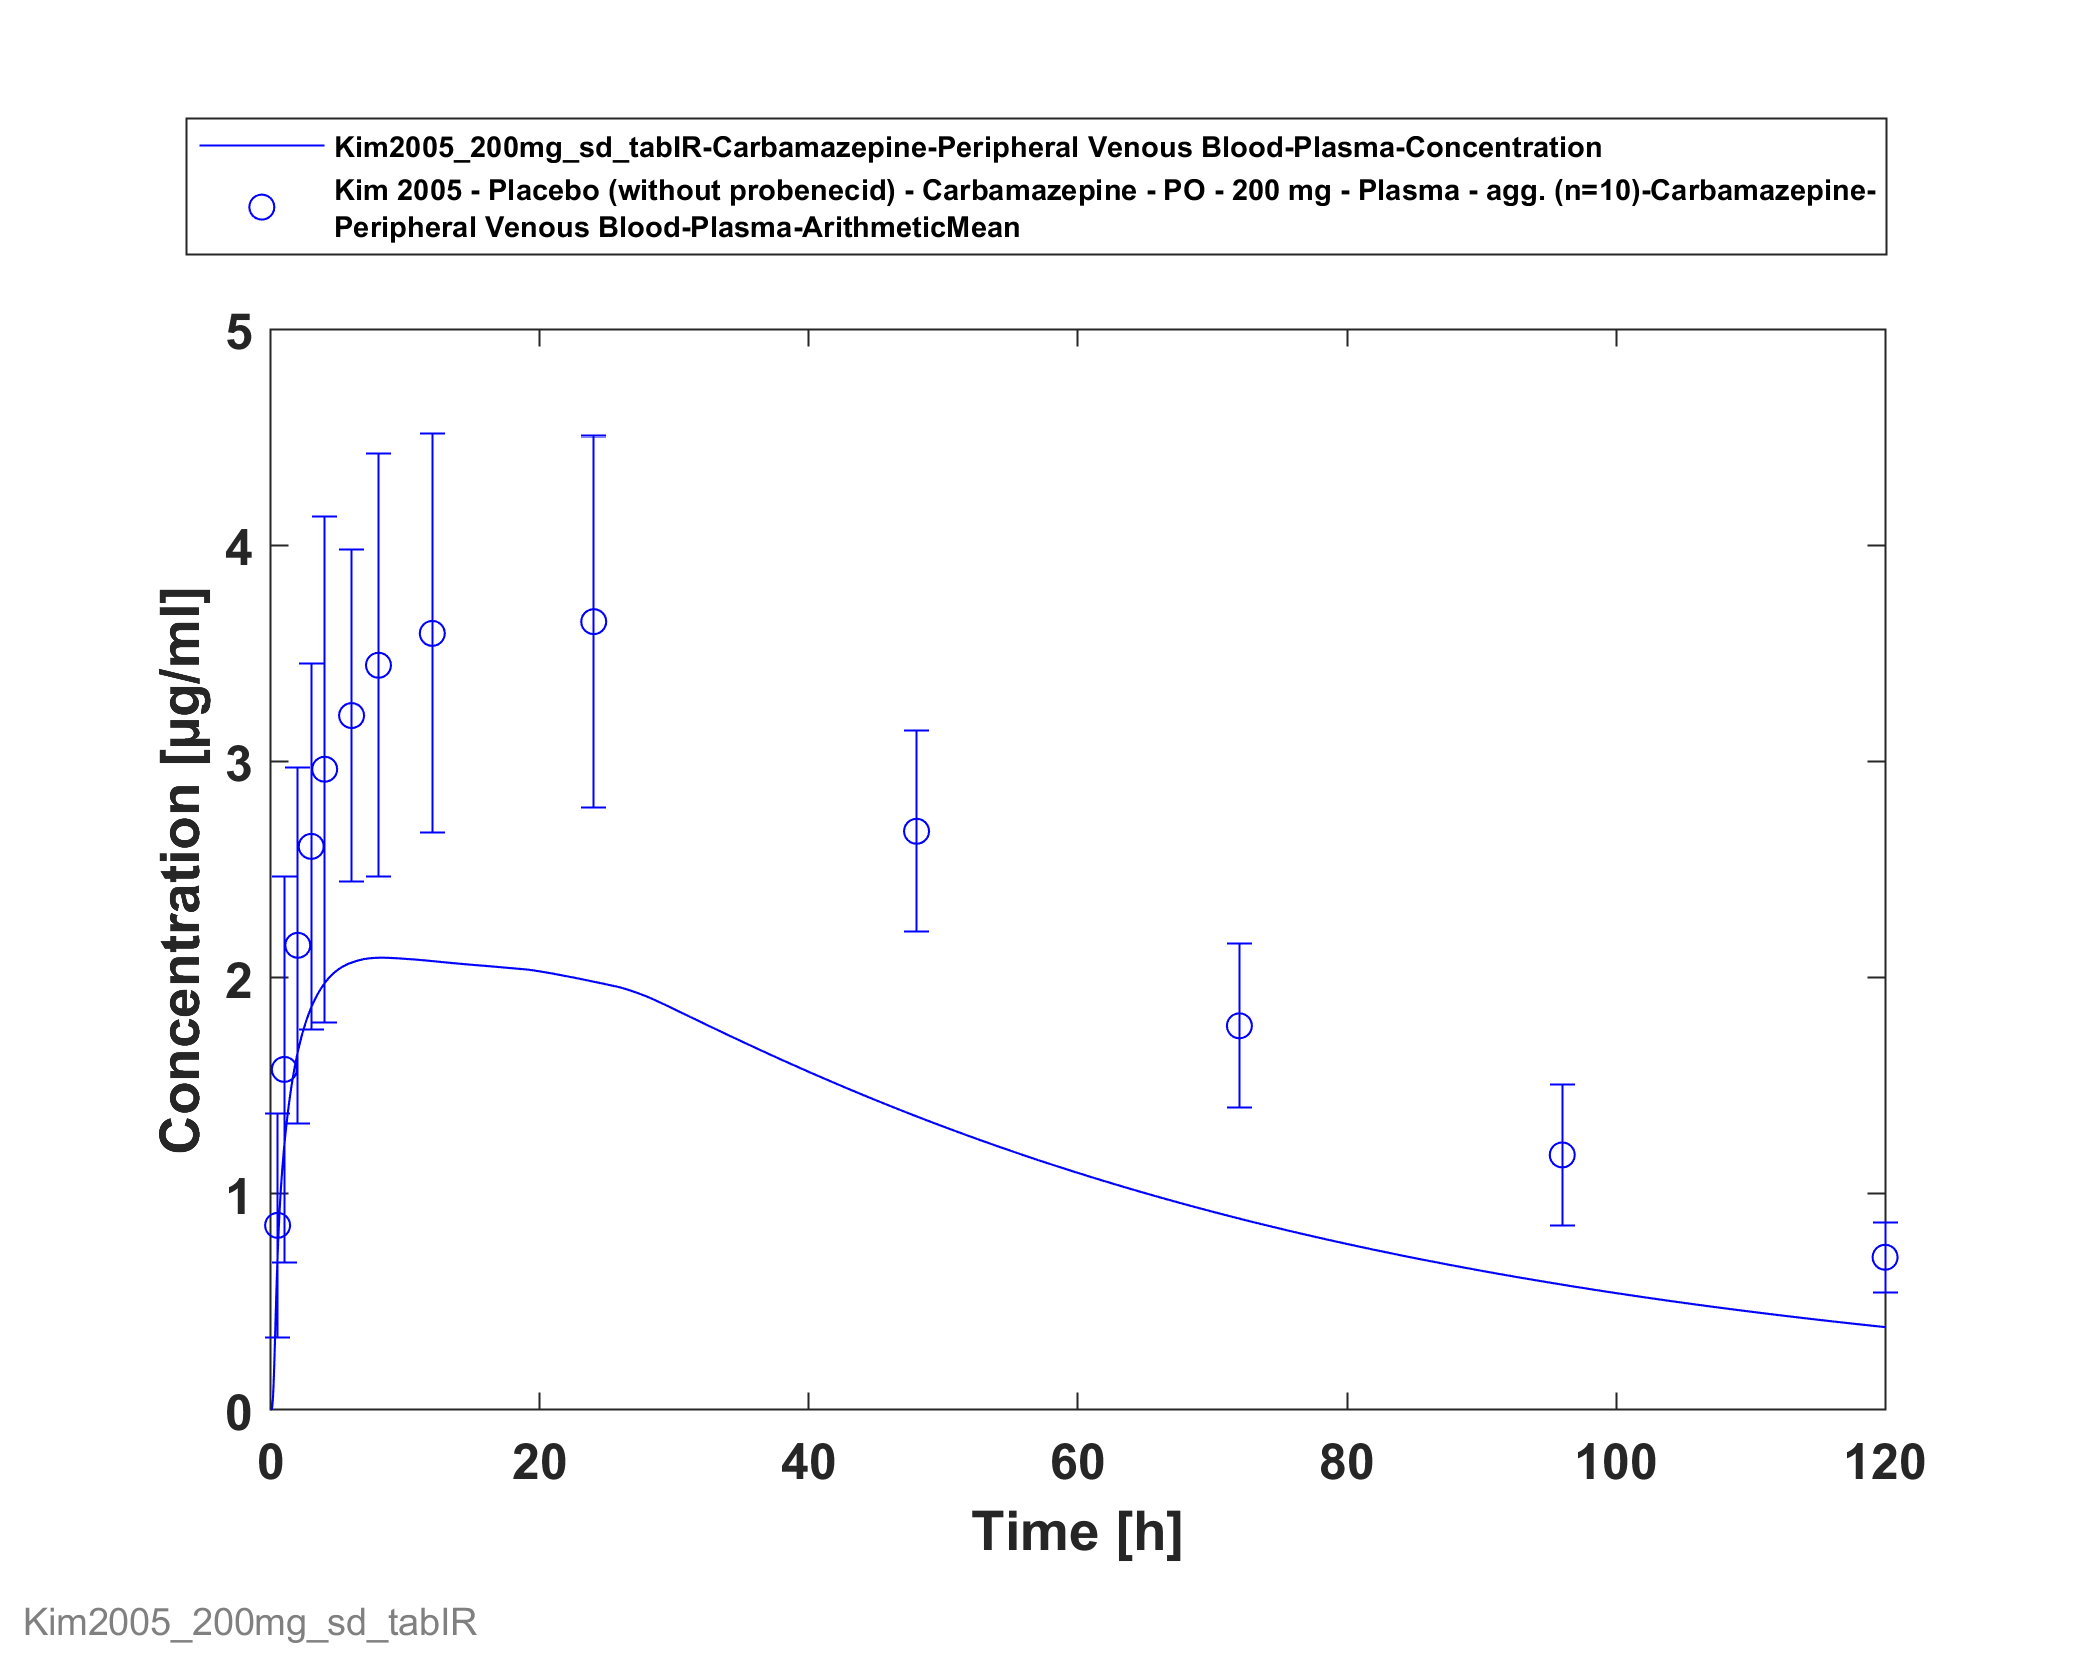 Kim2005_200mg_sd_tabIR-Carbamazepine-Peripheral Venous Blood-Plasma-Concentration
Kim 2005 - Placebo (without probenecid) - Carbamazepine - PO - 200 mg - Plasma - agg. (n=10)-Carbamazepine-
Peripheral Venous Blood-Plasma-ArithmeticMean
5
4
3
2
1
0
Concentration [µg/ml]
0 20 40 60 80 100 120
Time [h]
Kim2005_200mg_sd_tabIR